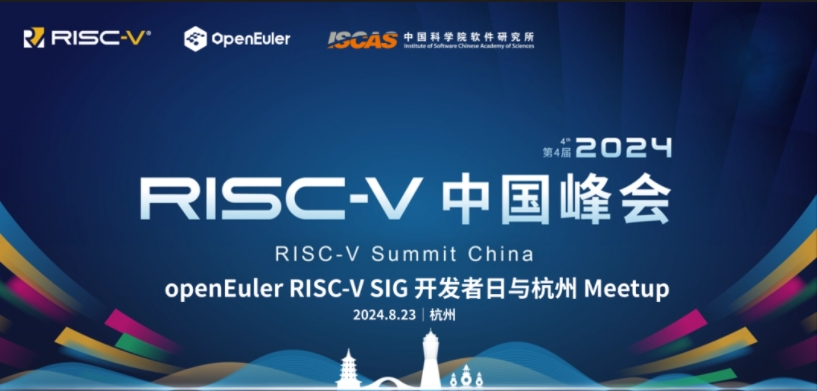 RISC-V®
OpenEuler
ISCAS 中国科学院软件研究所
Institute of Software Chinese Academy of Sciences
4th
第4届 2024
RISC-V 中国峰会
RISC-V Summit China
openEuler RISC-V SIG 开发者日与杭州 Meetup
2024.8.23 | 杭州